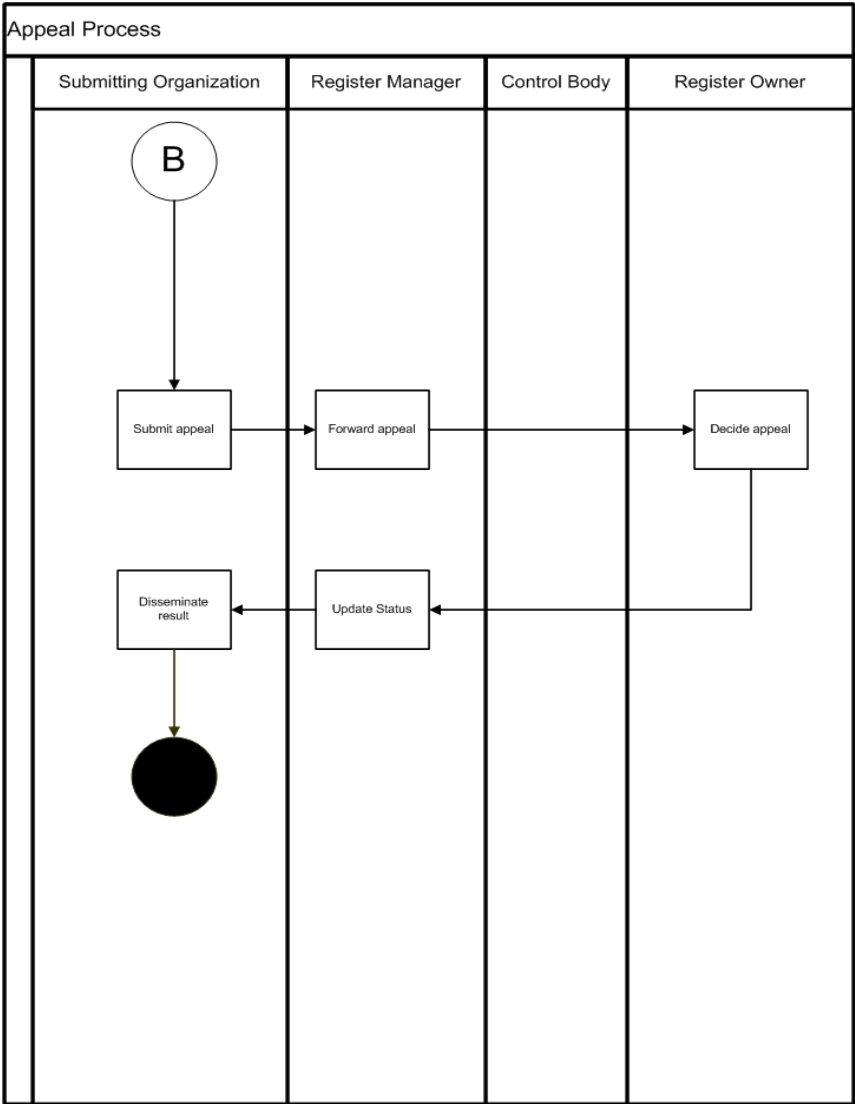 Appeal Process
Submitting Organization
Register Manager
Control Body
Register Owner
B
Submit appeal
Forward appeal
Decide appeal
Disseminate
result
Update Status